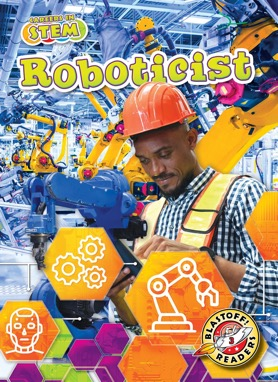 CAREERS IN
STEM
Roboticist
BLASTOFF!
3
READERS